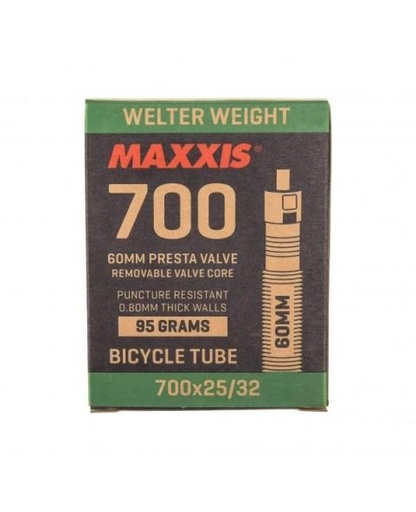 WELTER WEIGHT
MAXXIS®
700
60MM PRESTA VALVE
REMOVABLE VALVE CORE
PUNCTURE RESISTANT
0.80MM THICK WALLS
95 GRAMS
60MM
BICYCLE TUBE
700x25/32